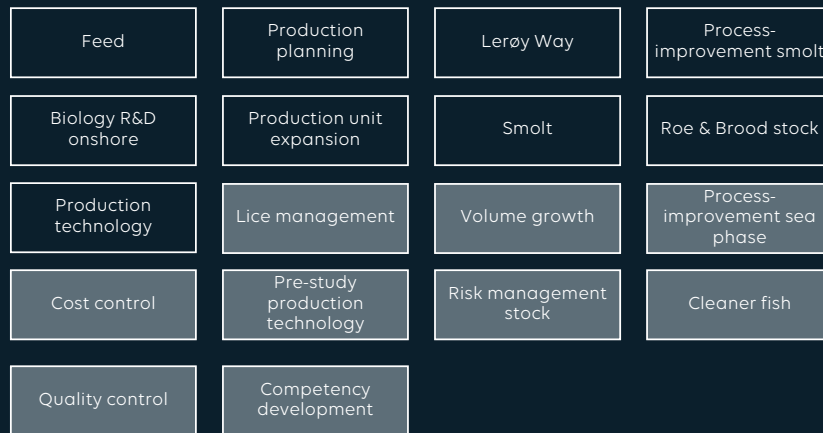 Feed
Production
planning
Lerøy Way
Process-
improvement smolt
Biology R&D
onshore
Production unit
expansion
Smolt
Roe & Brood stock
Production
technology
Lice management
Volume growth
Process-
improvement sea
phase
Cost control
Pre-study
production
technology
Risk management
stock
Cleaner fish
Quality control
Competency
development